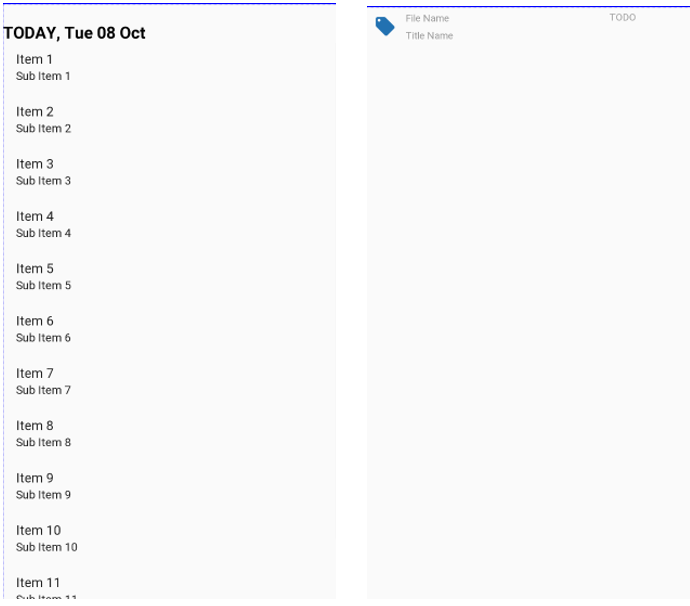 TODAY, Tue 08 Oct
Item 1
Sub Item 1
Item 2
Sub Item 2
Item 3
Sub Item 3
Item 4
Sub Item 4
Item 5
Sub Item 5
Item 6
Sub Item 6
Item 7
Sub Item 7
Item 8
Sub Item 8
Item 9
Sub Item 9
Item 10
Sub Item 10
Item 11
Sub Item 11
File Name
TODO
Title Name